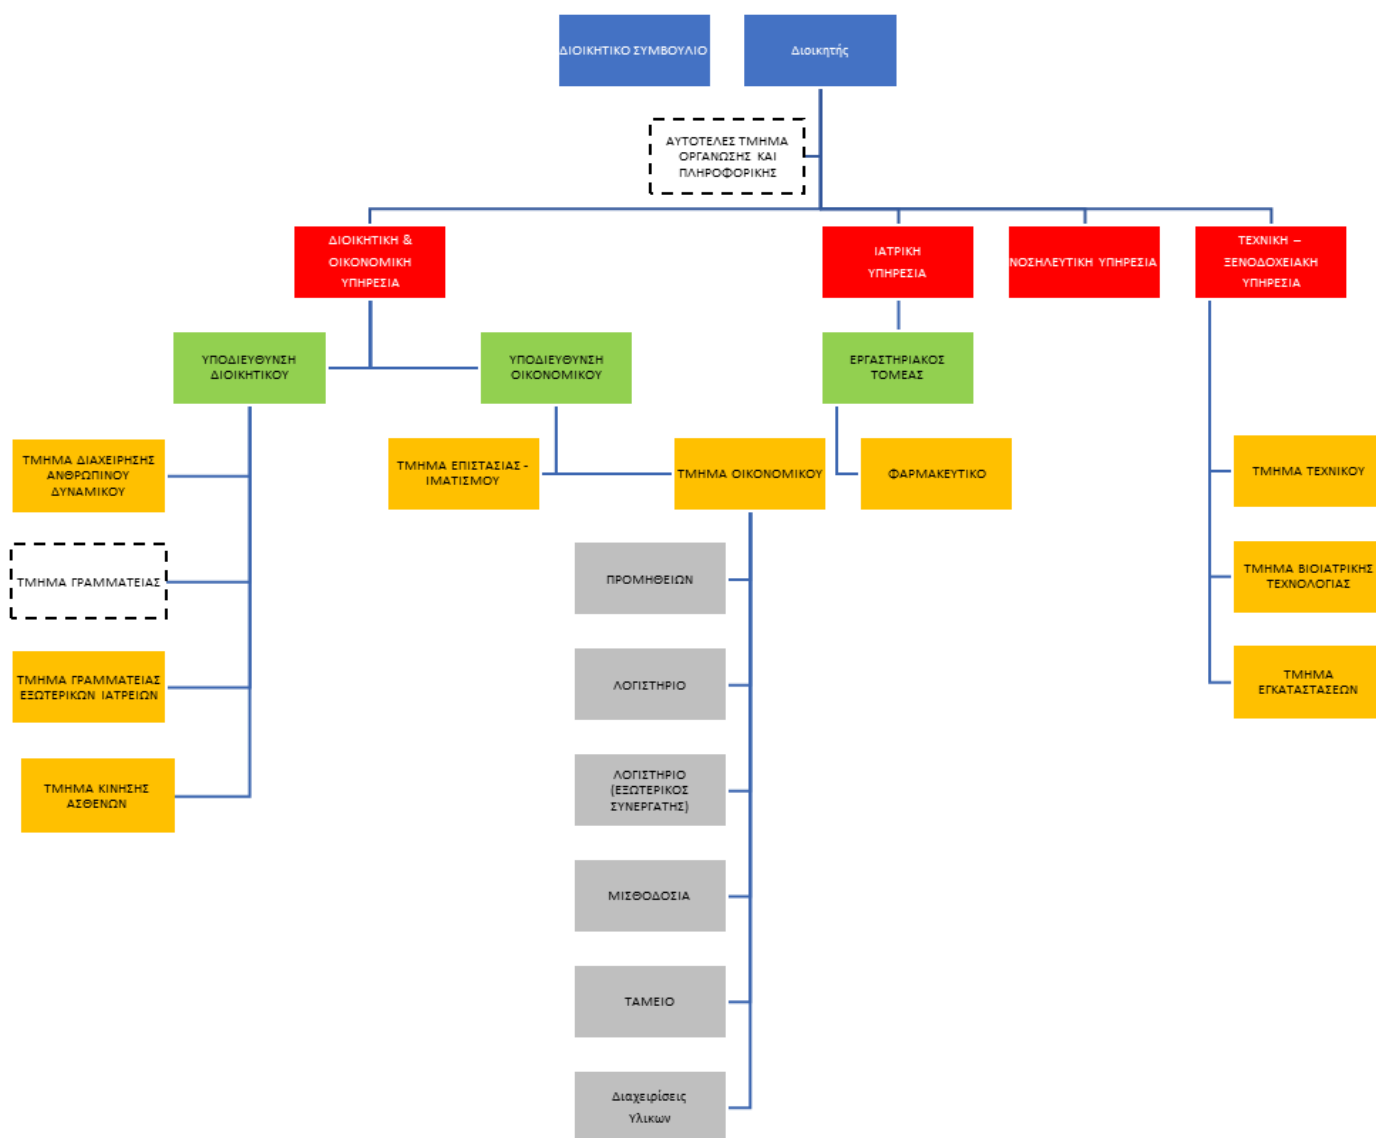 ΔΙΟΙΚΗΤΙΚΟ ΣΥΜΒΟΥΛΙΟ
Διοικητής
ΑΥΤΟΤΕΛΕΣ ΤΜΗΜΑ
ΟΡΓΑΝΩΣΗΣ ΚΑΙ
ΠΛΗΡΟΦΟΡΙΚΗΣ
ΔΙΟΙΚΗΤΙΚΗ &
ΟΙΚΟΝΟΜΙΚΗ
ΥΠΗΡΕΣΙΑ
ΙΑΤΡΙΚΗ
ΥΠΗΡΕΣΙΑ
ΝΟΣΗΛΕΥΤΙΚΗ ΥΠΗΡΕΣΙΑ
ΤΕΧΝΙΚΗ –
ΞΕΝΟΔΟΧΕΙΑΚΗ
ΥΠΗΡΕΣΙΑ
ΥΠΟΔΙΕΥΘΥΝΣΗ
ΔΙΟΙΚΗΤΙΚΟΥ
ΥΠΟΔΙΕΥΘΥΝΣΗ
ΟΙΚΟΝΟΜΙΚΟΥ
ΕΡΓΑΣΤΗΡΙΑΚΟΣ
ΤΟΜΕΑΣ
ΤΜΗΜΑ ΔΙΑΧΕΙΡΗΣΗΣ
ΑΝΘΡΩΠΙΝΟΥ
ΔΥΝΑΜΙΚΟΥ
ΤΜΗΜΑ ΕΠΙΣΤΑΣΙΑΣ -
ΙΜΑΤΙΣΜΟΥ
ΤΜΗΜΑ ΟΙΚΟΝΟΜΙΚΟΥ
ΦΑΡΜΑΚΕΥΤΙΚΟ
ΤΜΗΜΑ ΤΕΧΝΙΚΟΥ
ΤΜΗΜΑ ΓΡΑΜΜΑΤΕΙΑΣ
ΠΡΟΜΗΘΕΙΩΝ
ΤΜΗΜΑ ΒΙΟΙΑΤΡΙΚΗΣ
ΤΕΧΝΟΛΟΓΙΑΣ
ΤΜΗΜΑ ΓΡΑΜΜΑΤΕΙΑΣ
ΕΞΩΤΕΡΙΚΩΝ ΙΑΤΡΕΙΩΝ
ΛΟΓΙΣΤΗΡΙΟ
ΤΜΗΜΑ
ΕΓΚΑΤΑΣΤΑΣΕΩΝ
ΤΜΗΜΑ ΚΙΝΗΣΗΣ
ΑΣΘΕΝΩΝ
ΛΟΓΙΣΤΗΡΙΟ
(ΕΞΩΤΕΡΙΚΟΣ
ΣΥΝΕΡΓΑΤΗΣ)
ΜΙΣΘΟΔΟΣΙΑ
ΤΑΜΕΙΟ
Διαχειρίσεις
Υλικων